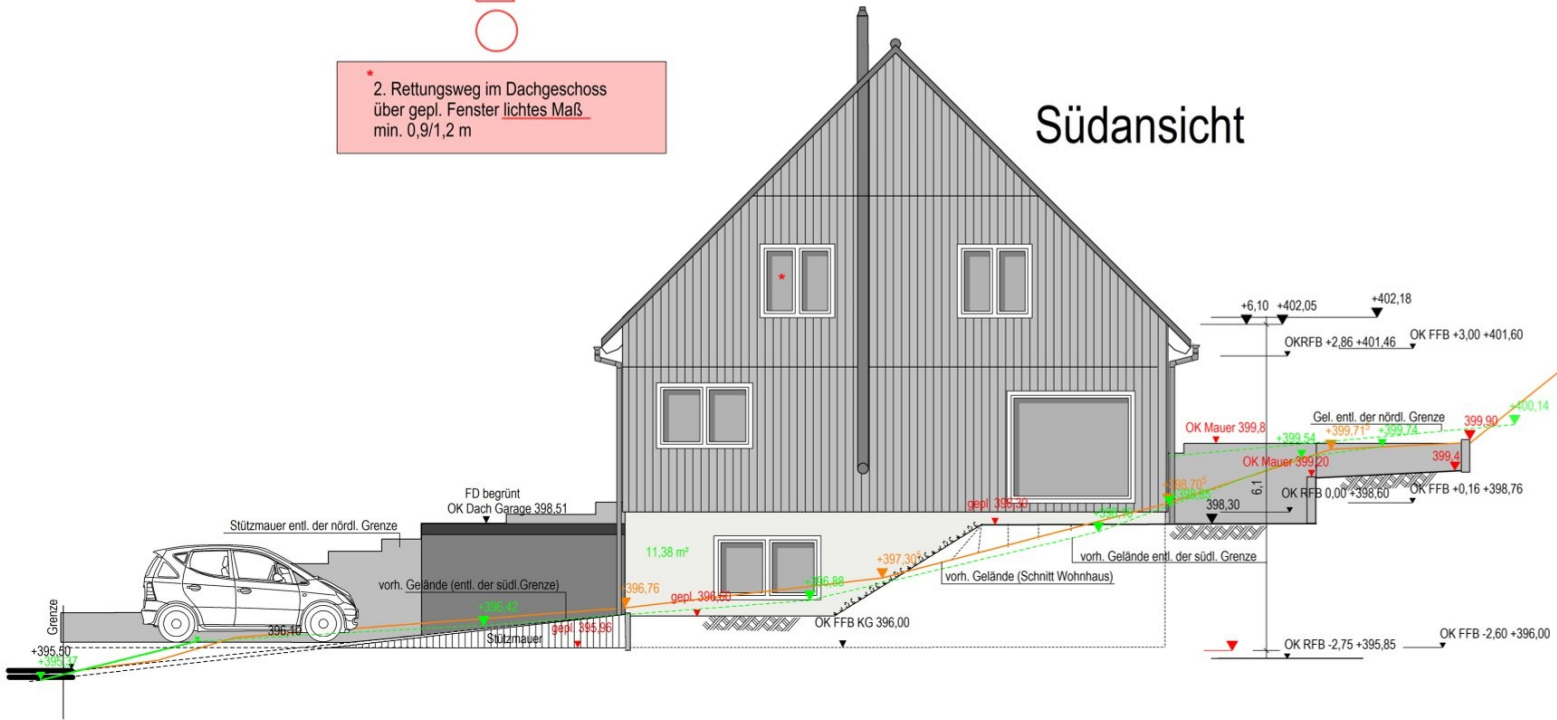 *
2. Rettungsweg im Dachgeschoss
über gepl. Fenster lichtes Maß
min. 0,9/1,2 m
Südansicht
*
+6,10 +402,05
+402,18
OKRFB +2,86 +401,46
OK FFB +3,00 +401,60
Gel. entl. der nördl. Grenze
399,90
+400,14
OK Mauer 399,8
+399,54
+399,71⁵
+399,74
OK Mauer 399,20
399,4
6,1
+398,70⁵
OK RFB 0,00 +398,60
OK FFB +0,16 +398,76
398,30
gepl. 398,30
FD begrünt
OK Dach Garage 398,51
Stützmauer entl. der nördl. Grenze
11,38 m²
vorh. Gelände entl. der südl. Grenze
+397,30⁵
vorh. Gelände (Schnitt Wohnhaus)
vorh. Gelände (entl. der südl.Grenze)
396,76
+396,88
gepl. 396,60
+396,42
Grenze
396,10
Stützmauer
gepl. 395,96
OK FFB KG 396,00
OK RFB -2,75 +395,85
OK FFB -2,60 +396,00
+395,50
+395,37